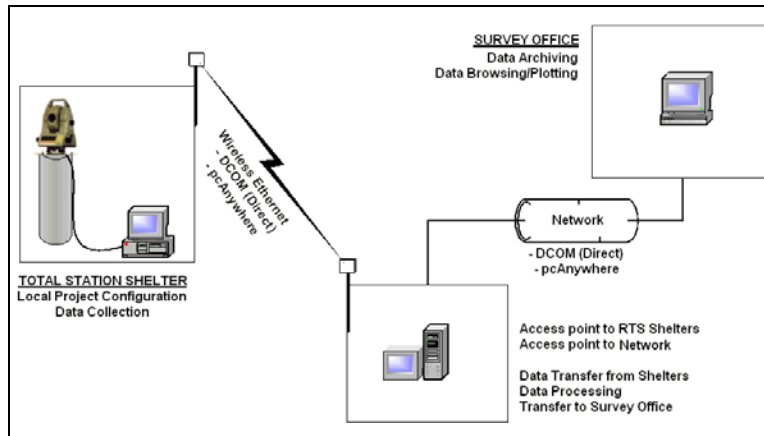 SURVEY OFFICE
Data Archiving
Data Browsing/Plotting
Wireless Ethernet
- DCOM (Direct)
- pcAnywhere
Network
- DCOM (Direct)
- pcAnywhere
TOTAL STATION SHELTER
Local Project Configuration
Data Collection
Access point to RTS Shelters
Access point to Network
Data Transfer from Shelters
Data Processing
Transfer to Survey Office